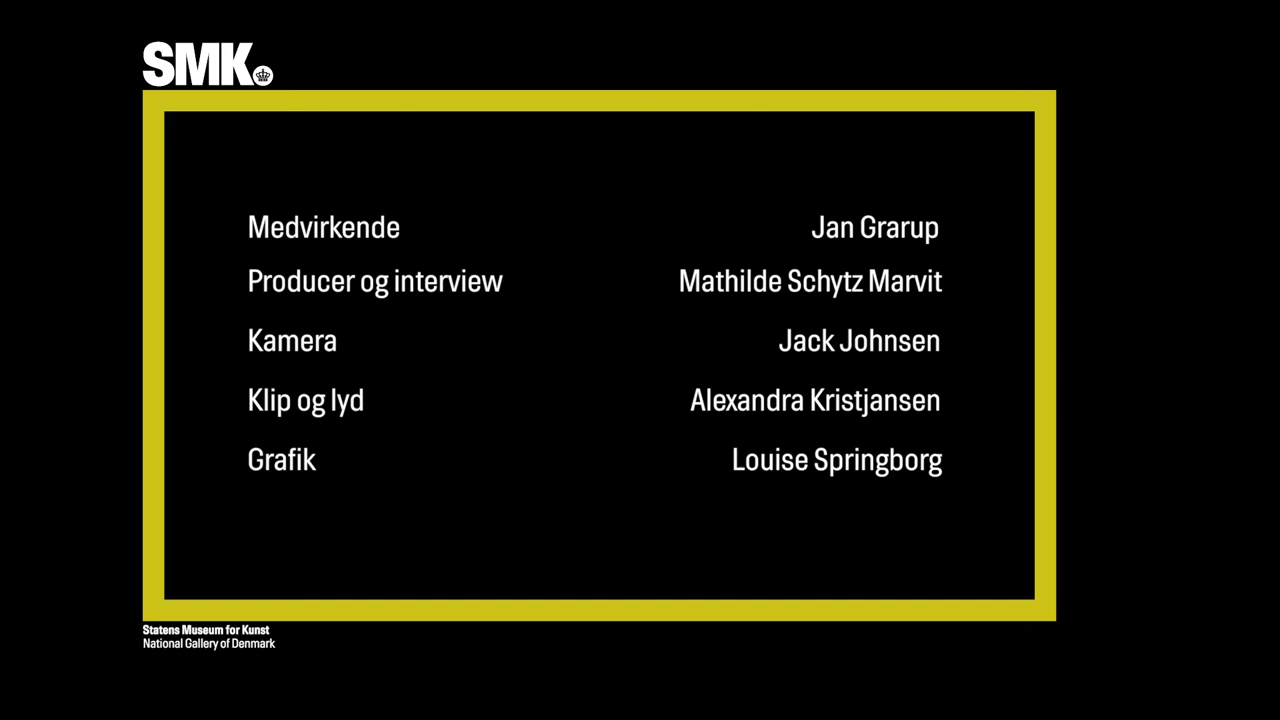 SMK.
Medvirkende Jan Grarup
Producer og interview Mathilde Schytz Marvit
Kamera Jack Johnsen
Klip og lyd Alexandra Kristjansen
Grafik Louise Springborg
Statens Museum for Kunst
National Gallery of Denmark